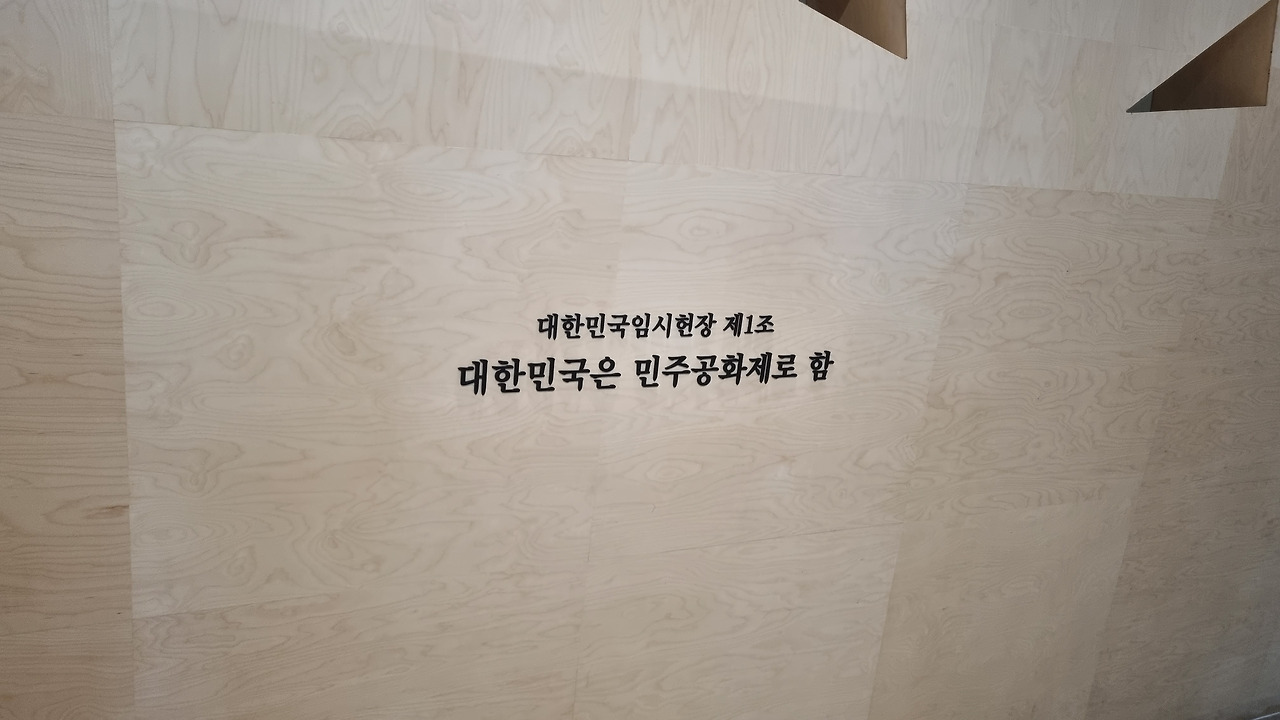 대한민국임시헌장 제1조
대한민국은 민주공화제로 함